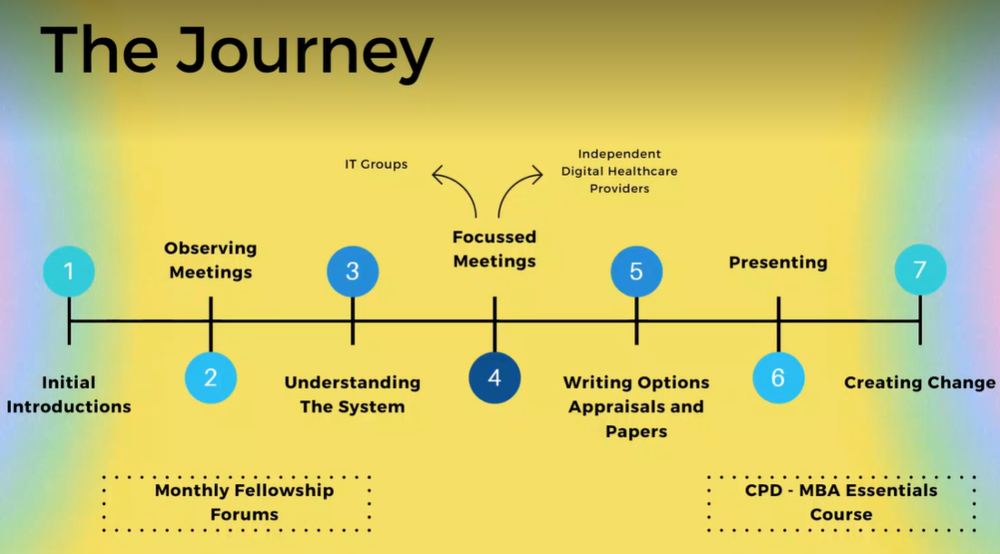 The Journey
IT Groups
Independent
Digital Healthcare
Providers
1
Initial
Introductions
Observing
Meetings
2
3
Understanding
The System
Focussed
Meetings
4
5
Writing Options
Appraisals and
Papers
Presenting
6
7
Creating Change
Monthly Fellowship
Forums
CPD - MBA Essentials
Course